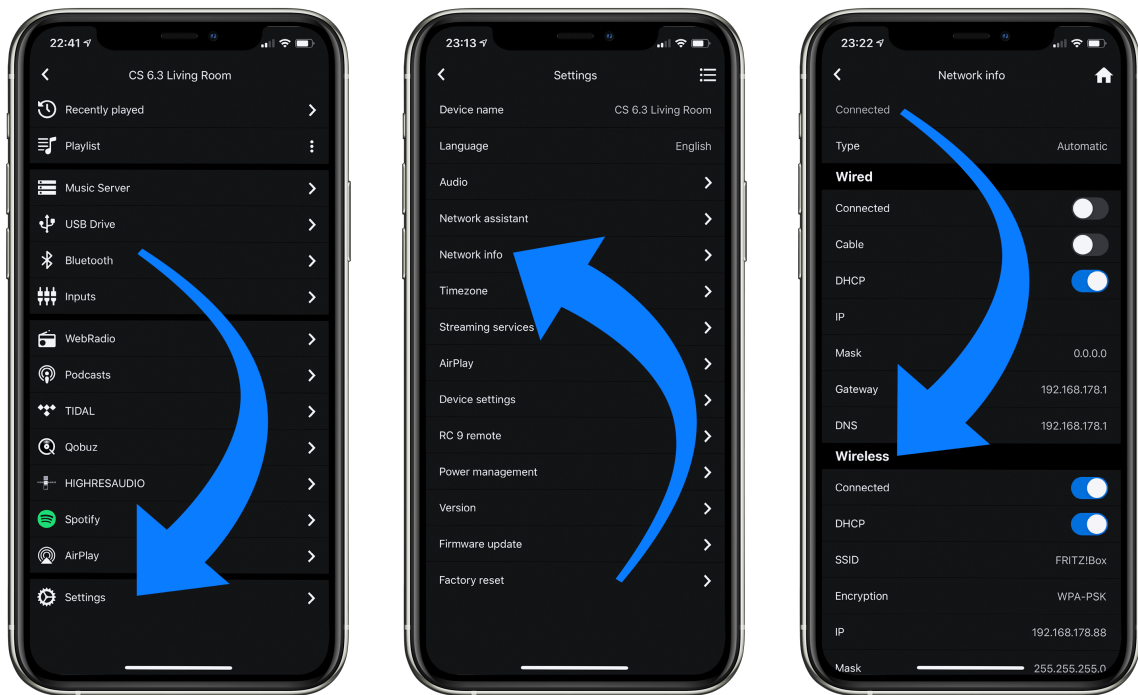 22:41
CS 6.3 Living Room
Recently played
Playlist
Music Server
USB Drive
Bluetooth
Inputs
WebRadio
Podcasts
TIDAL
Qobuz
HIGHRESAUDIO
Spotify
AirPlay
Settings
23:13
Settings
Device name CS 6.3 Living Room
Language English
Audio
Network assistant
Network info
Timezone
Streaming services
AirPlay
Device settings
RC 9 remote
Power management
Version
Firmware update
Factory reset
23:22
Network info
Connected
Type Automatic
Wired
Connected
Cable
DHCP
IP
Mask 0.0.0.0
Gateway 192.168.178.1
DNS 192.168.178.1
Wireless
Connected
DHCP
SSID FRITZ!Box
Encryption WPA-PSK
IP 192.168.178.88
Mask 255.255.255.0